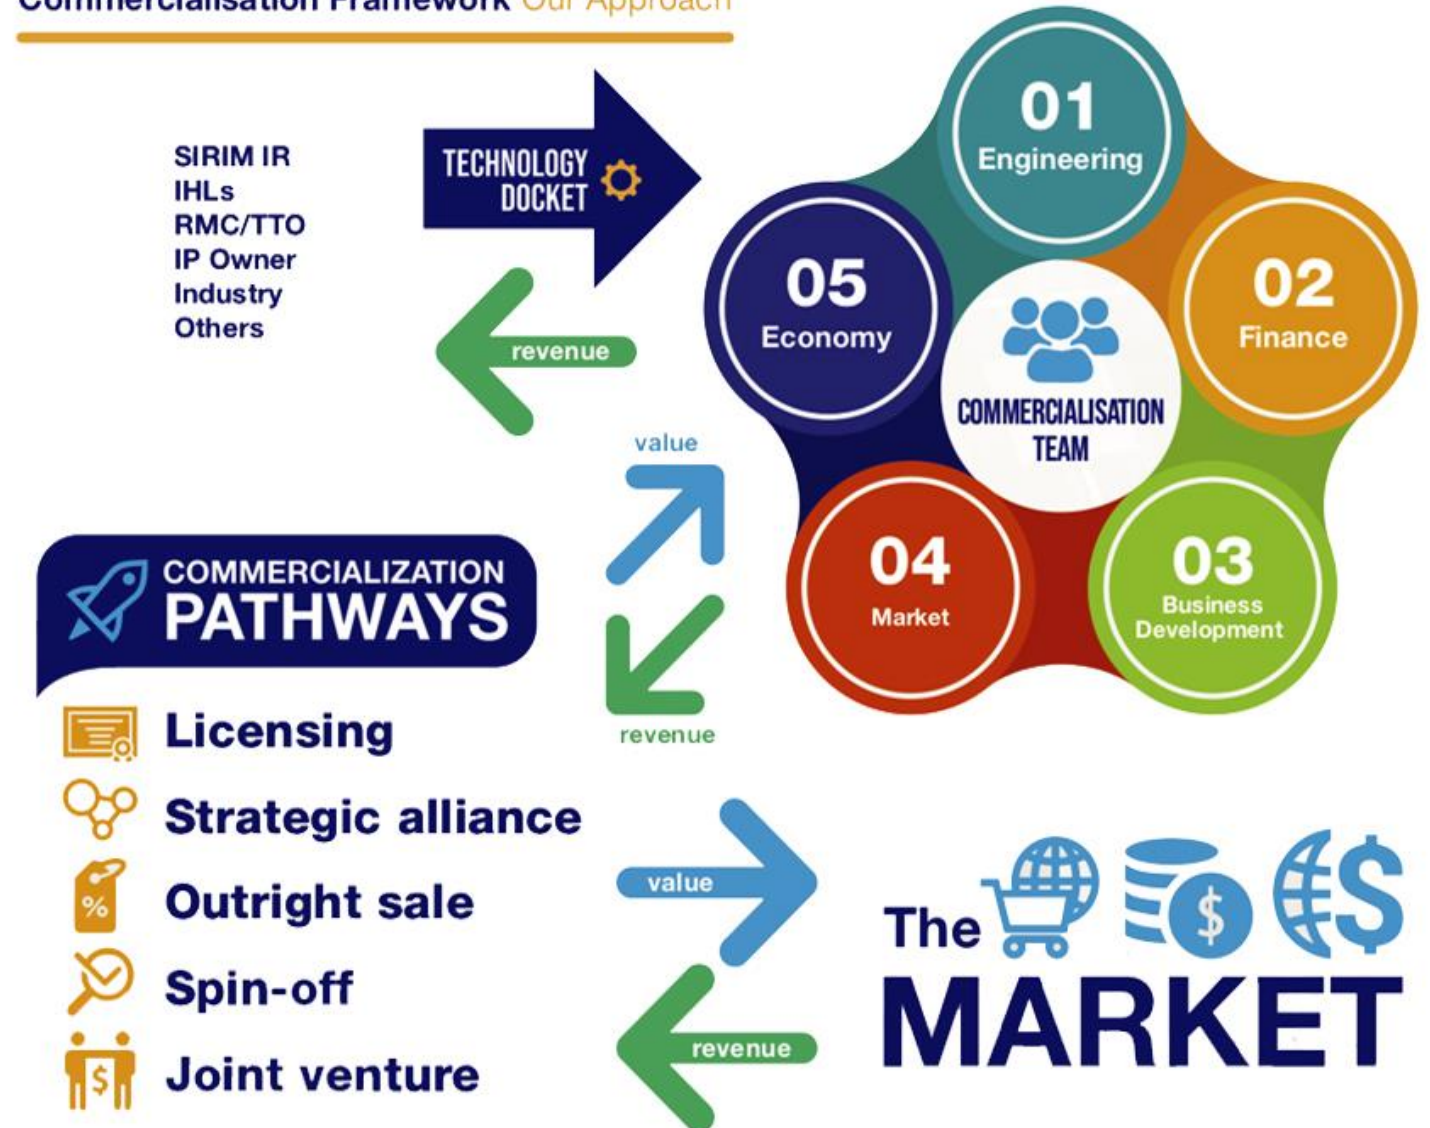 Commercialisation Framework Our Approach
SIRIM IR
IHLs
RMC/TTO
IP Owner
Industry
Others
TECHNOLOGY
DOCKET
revenue
01
Engineering
02
Finance
03
Business
Development
04
Market
05
Economy
COMMERCIALISATION
TEAM
value
revenue
COMMERCIALIZATION
PATHWAYS
Licensing
Strategic alliance
%
Outright sale
Spin-off
$
Joint venture
value
revenue
$
$
The
MARKET